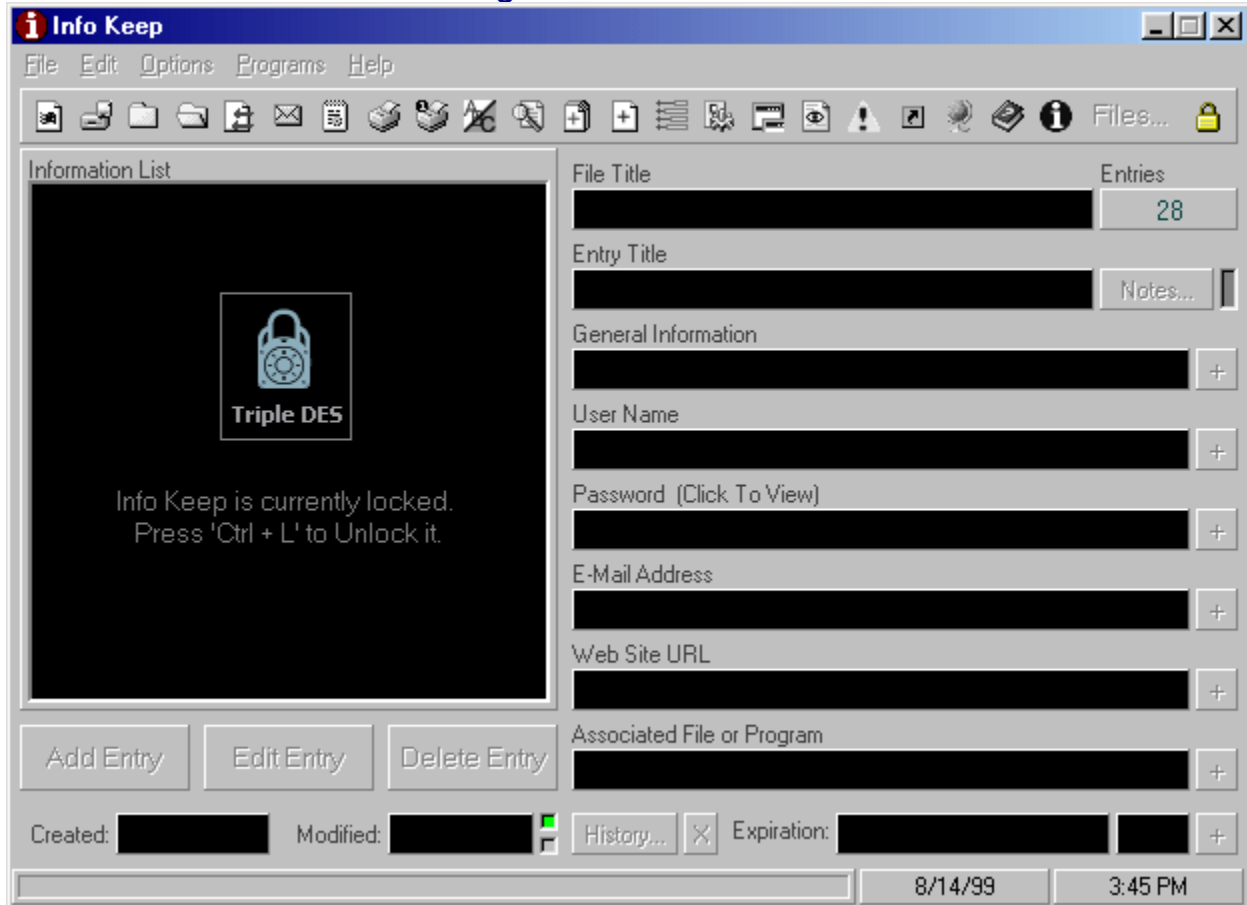 Info Keep
File Edit Options Programs Help
Files...
Information List
Triple DES
Info Keep is currently locked.
Press 'Ctrl + L' to Unlock it.
Add Entry Edit Entry Delete Entry
Created: Modified:
File Title Entries
28
Entry Title
Notes...
General Information
+
User Name
+
Password (Click To View)
+
E-Mail Address
+
Web Site URL
+
Associated File or Program
+
History... X Expiration: +
8/14/99 3:45 PM